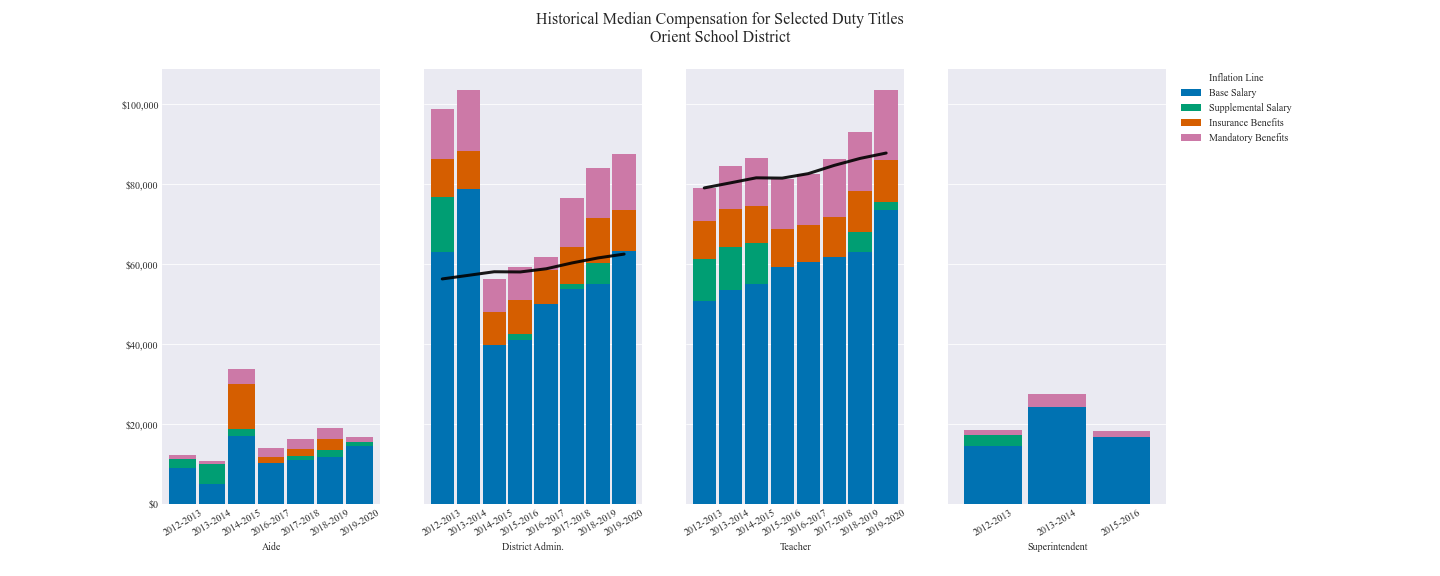 Historical Median Compensation for Selected Duty Titles
Orient School District
Inflation Line
Base Salary
Supplemental Salary
Insurance Benefits
Mandatory Benefits
$100,000
$80,000
$60,000
$40,000
$20,000
$0
2012-2013
2013-2014
2014-2015
2016-2017
2017-2018
2018-2019
2019-2020
Aide
2012-2013
2013-2014
2014-2015
2015-2016
2016-2017
2017-2018
2018-2019
2019-2020
District Admin.
2012-2013
2013-2014
2014-2015
2015-2016
2016-2017
2017-2018
2018-2019
2019-2020
Teacher
2012-2013
2013-2014
2015-2016
Superintendent